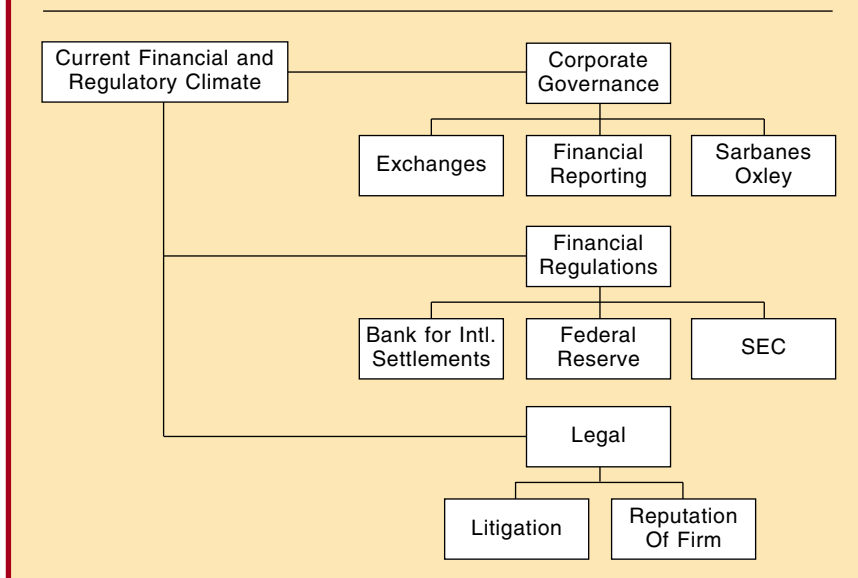 Current Financial and
Regulatory Climate
Corporate
Governance
Exchanges
Financial
Reporting
Sarbanes
Oxley
Financial
Regulations
Bank for Intl.
Settlements
Federal
Reserve
SEC
Legal
Litigation
Reputation
Of Firm